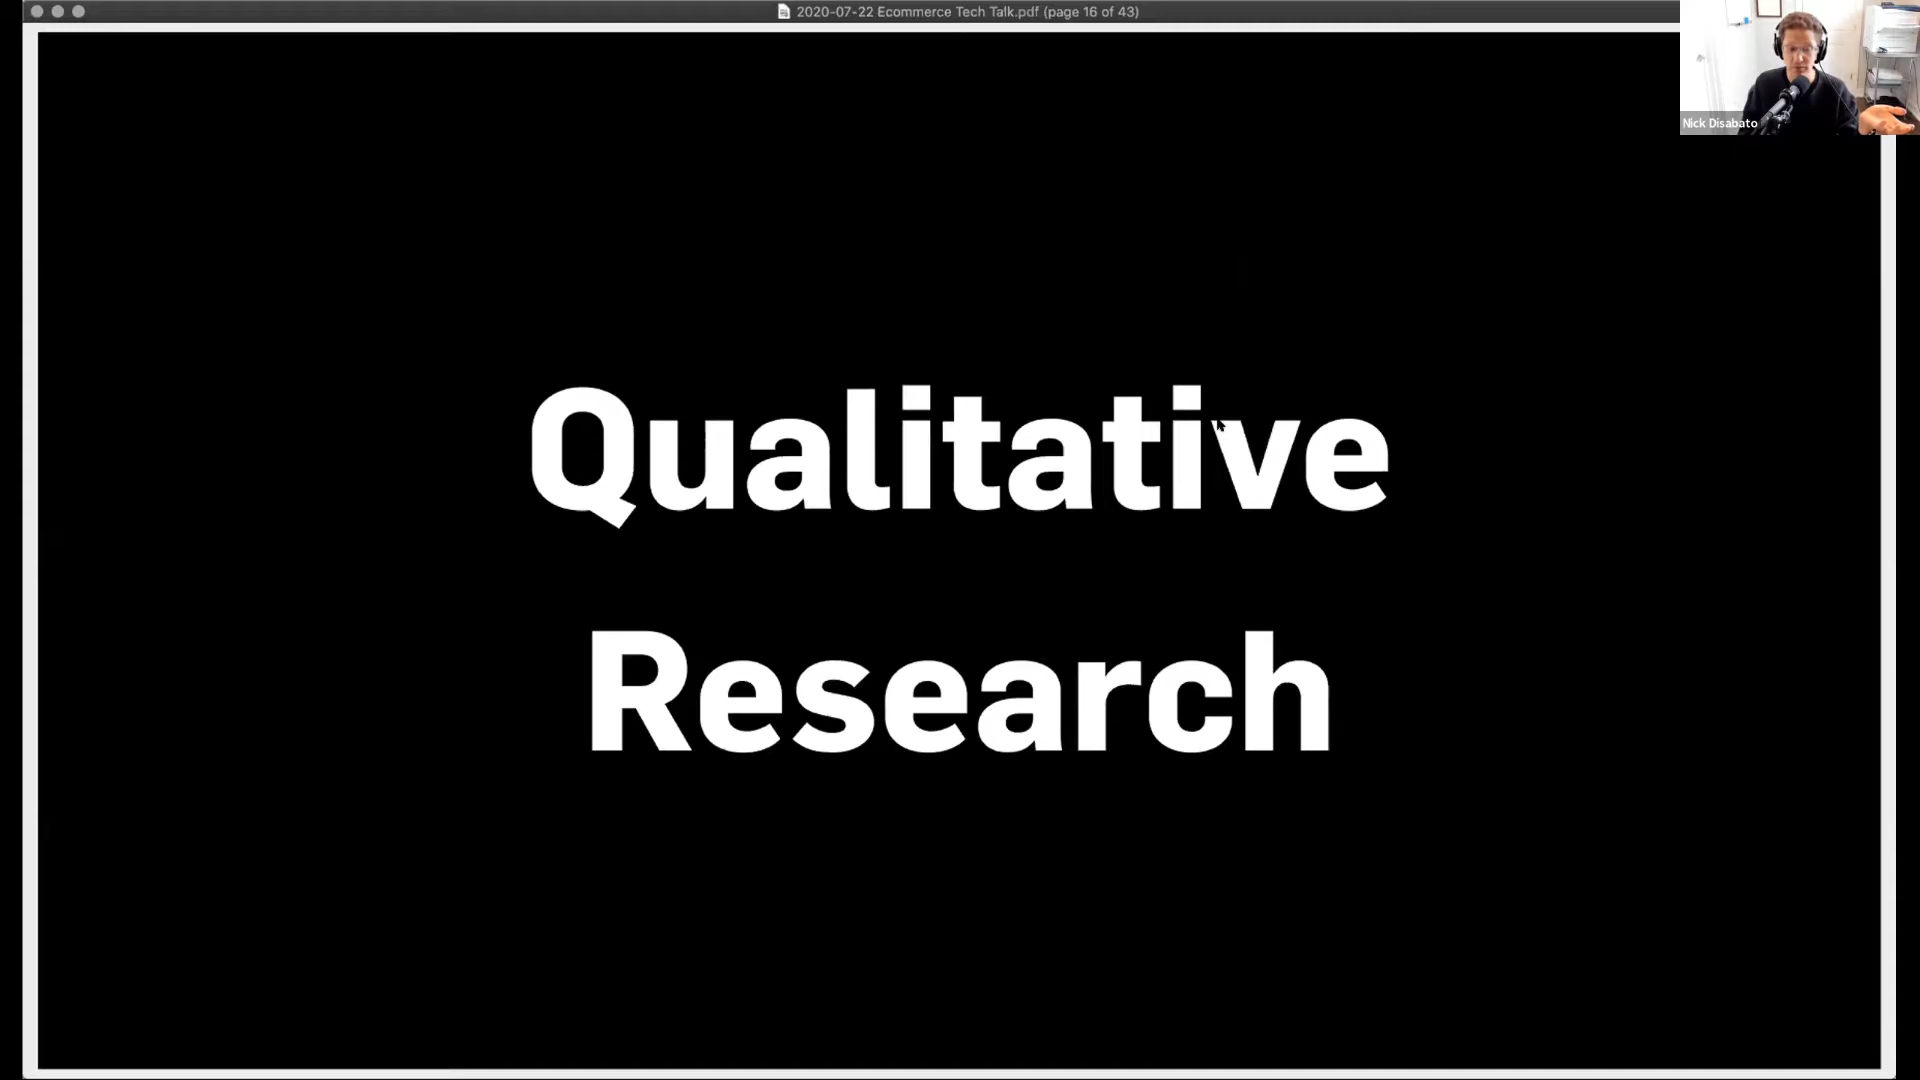 2020-07-22 Ecommerce Tech Talk.pdf (page 16 of 43)
Nick Disabato
Qualitative
Research